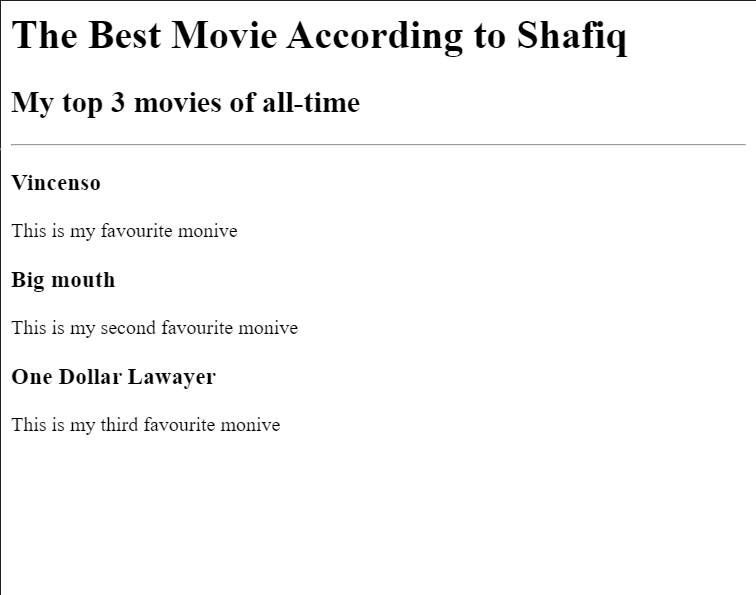 The Best Movie According to Shafiq
My top 3 movies of all-time
Vincenso
This is my favourite monive
Big mouth
This is my second favourite monive
One Dollar Lawayer
This is my third favourite monive